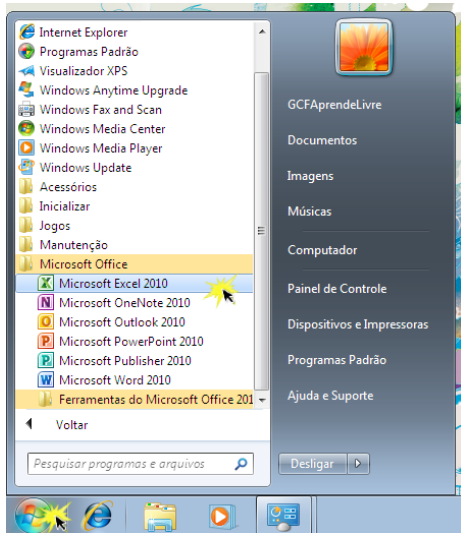 Internet Explorer
Programas Padrão
Visualizador XPS
Windows Anytime Upgrade
Windows Fax and Scan
Windows Media Center
Windows Media Player
Windows Update
Acessórios
Inicializar
Jogos
Manutenção
Microsoft Office
Microsoft Excel 2010
Microsoft OneNote 2010
Microsoft Outlook 2010
Microsoft PowerPoint 2010
Microsoft Publisher 2010
Microsoft Word 2010
Ferramentas do Microsoft Office 201
Voltar
Pesquisar programas e arquivos
GCFAprendeLivre
Documentos
Imagens
Músicas
Computador
Painel de Controle
Dispositivos e Impressoras
Programas Padrão
Ajuda e Suporte
Desligar